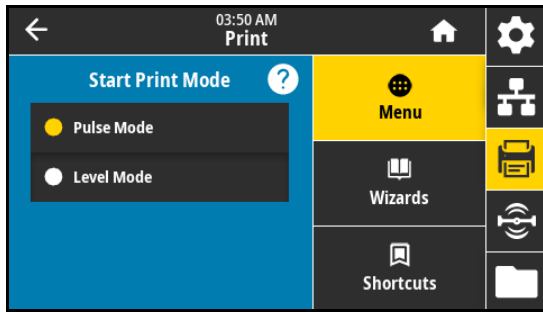 03:50 AM
Print
Start Print Mode
?
Pulse Mode
Level Mode
Menu
Wizards
Shortcuts